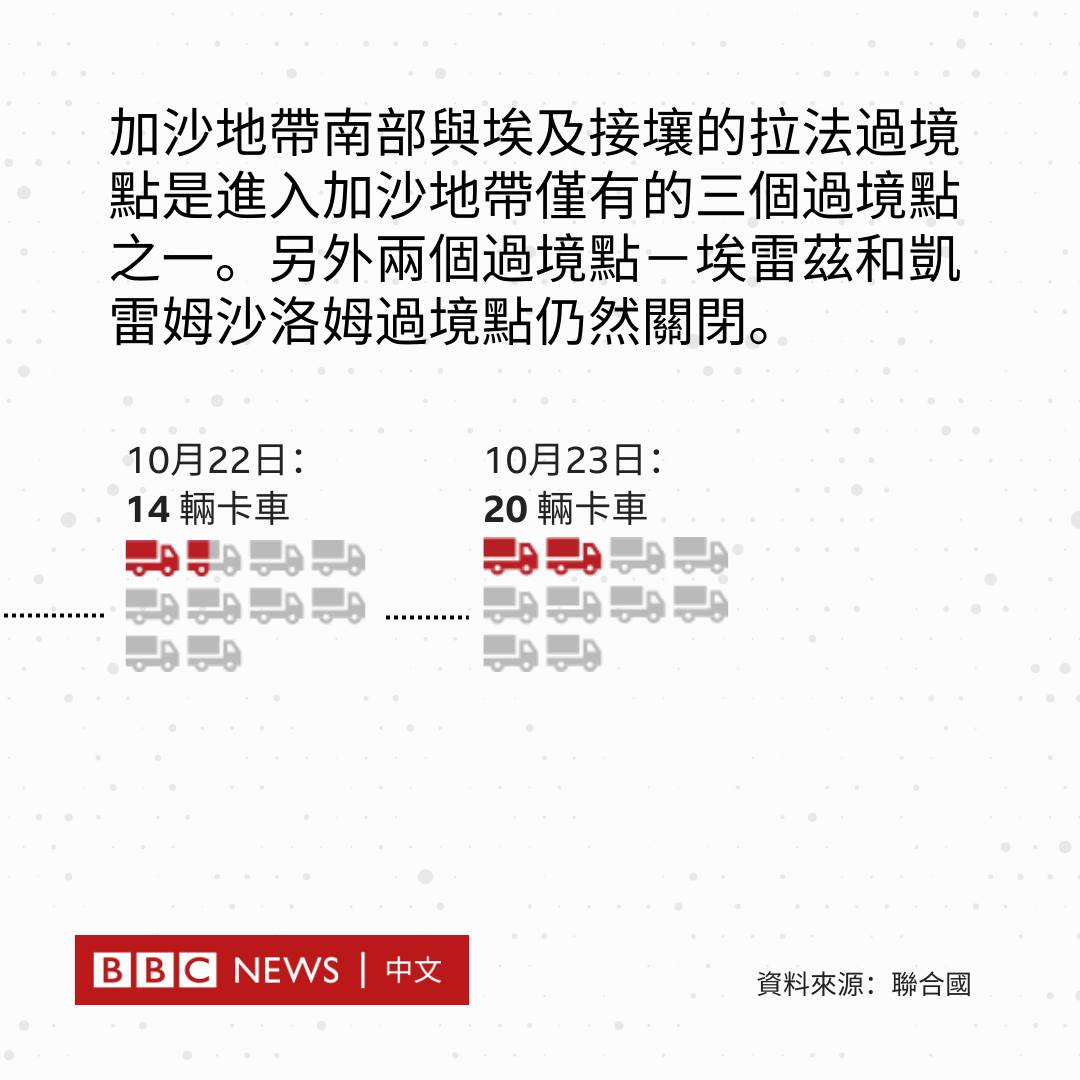 加沙地帶南部與埃及接壤的拉法過境
點是進入加沙地帶僅有的三個過境點
之一。另外兩個過境點－埃雷茲和凱
雷姆沙洛姆過境點仍然關閉。
10月22日：
14 輛卡車
10月23日：
20 輛卡車
BBC NEWS | 中文
資料來源：聯合國